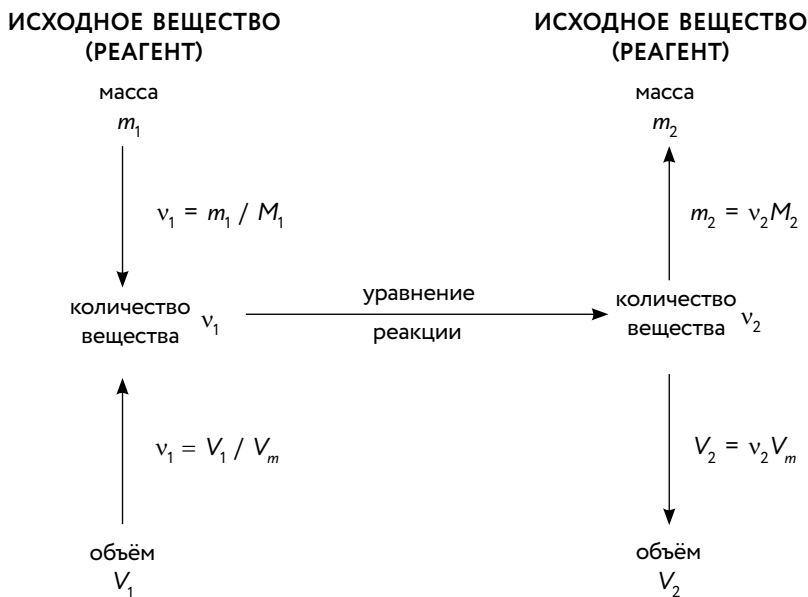 ИСХОДНОЕ ВЕЩЕСТВО
(РЕАГЕНТ)
масса
m₁
ν₁ = m₁ / M₁
количество
вещества ν₁
ν₁ = V₁ / Vₘ
объём
V₁
уравнение
реакции
ИСХОДНОЕ ВЕЩЕСТВО
(РЕАГЕНТ)
масса
m₂
m₂ = ν₂M₂
количество
вещества ν₂
V₂ = ν₂Vₘ
объём
V₂